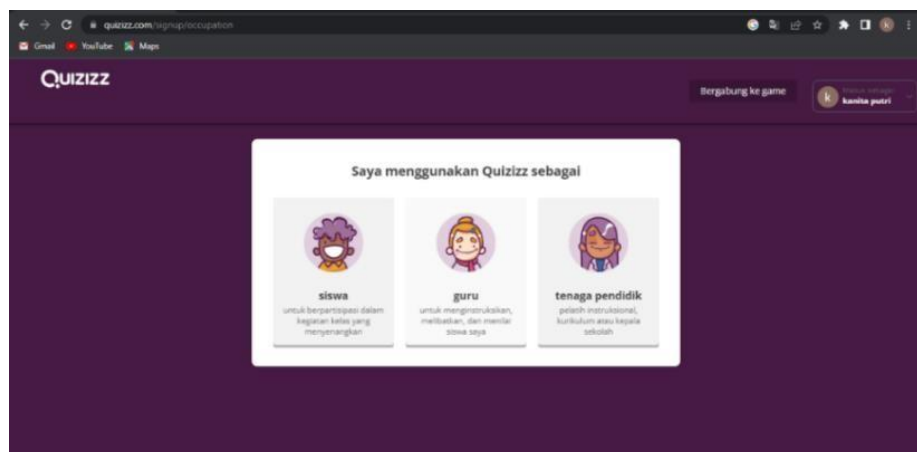 quizizz.com/signup/occupation
Gmail YouTube Maps
QUIZIZZ
Bergabung ke game
k
kanita putri
Saya menggunakan Quizizz sebagai
siswa
untuk berpartisipasi dalam
kegiatan kelas yang
menyenangkan
guru
untuk menginstruksikan,
melibatkan, dan menilai
siswa saya
tenaga pendidik
pelatih instruksional,
kurikulum atau kepala
sekolah